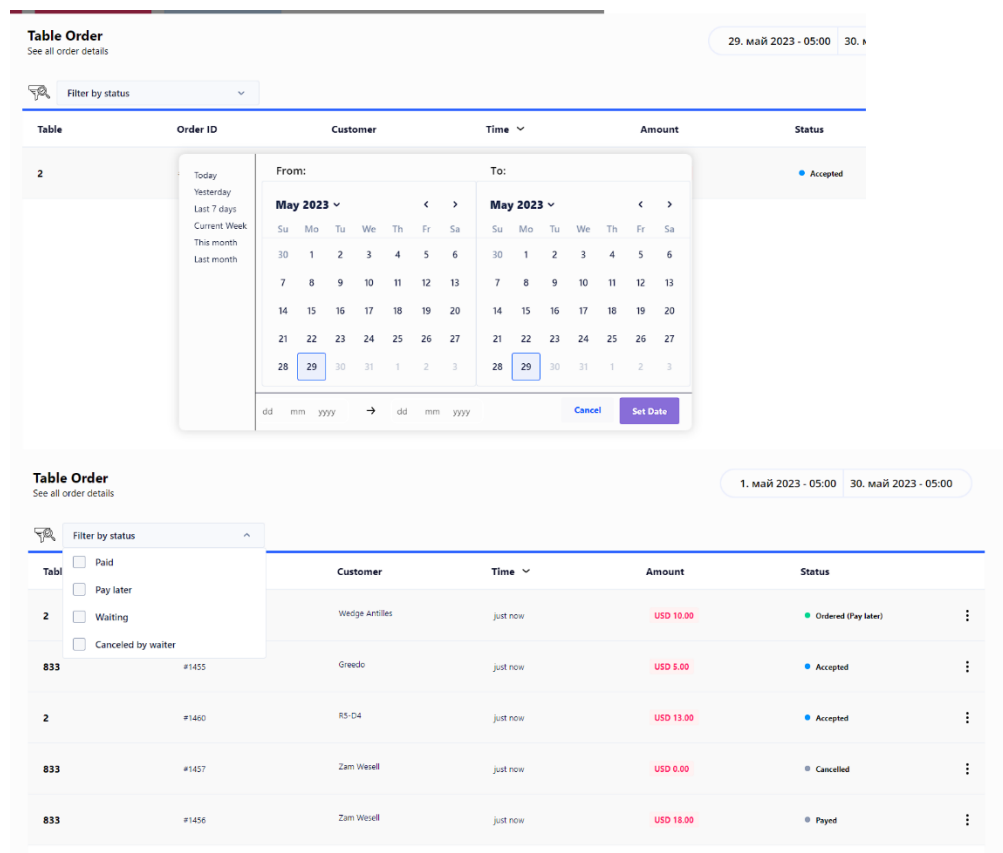 Table Order
See all order details
29. май 2023 - 05:00 30.
Filter by status
Table Order ID Customer Time Amount Status
2 Accepted
Today
Yesterday
Last 7 days
Current Week
This month
Last month
From: To:
May 2023 May 2023
Su Mo Tu We Th Fr Sa Su Mo Tu We Th Fr Sa
30 1 2 3 4 5 6 30 1 2 3 4 5 6
7 8 9 10 11 12 13 7 8 9 10 11 12 13
14 15 16 17 18 19 20 14 15 16 17 18 19 20
21 22 23 24 25 26 27 21 22 23 24 25 26 27
28 29 30 31 1 2 3 28 29 30 31 1 2 3
dd mm yyyy → dd mm yyyy Cancel Set Date
Table Order
See all order details
1. май 2023 - 05:00 30. май 2023 - 05:00
Filter by status
Paid
Pay later
Waiting
Canceled by waiter
Tabl Customer Time Amount Status
2 Wedge Antilles just now USD 10.00 Ordered (Pay later)
833 #1455 Greedo just now USD 5.00 Accepted
2 #1460 R5-D4 just now USD 13.00 Accepted
833 #1457 Zam Wesell just now USD 0.00 Cancelled
833 #1456 Zam Wesell just now USD 18.00 Payed